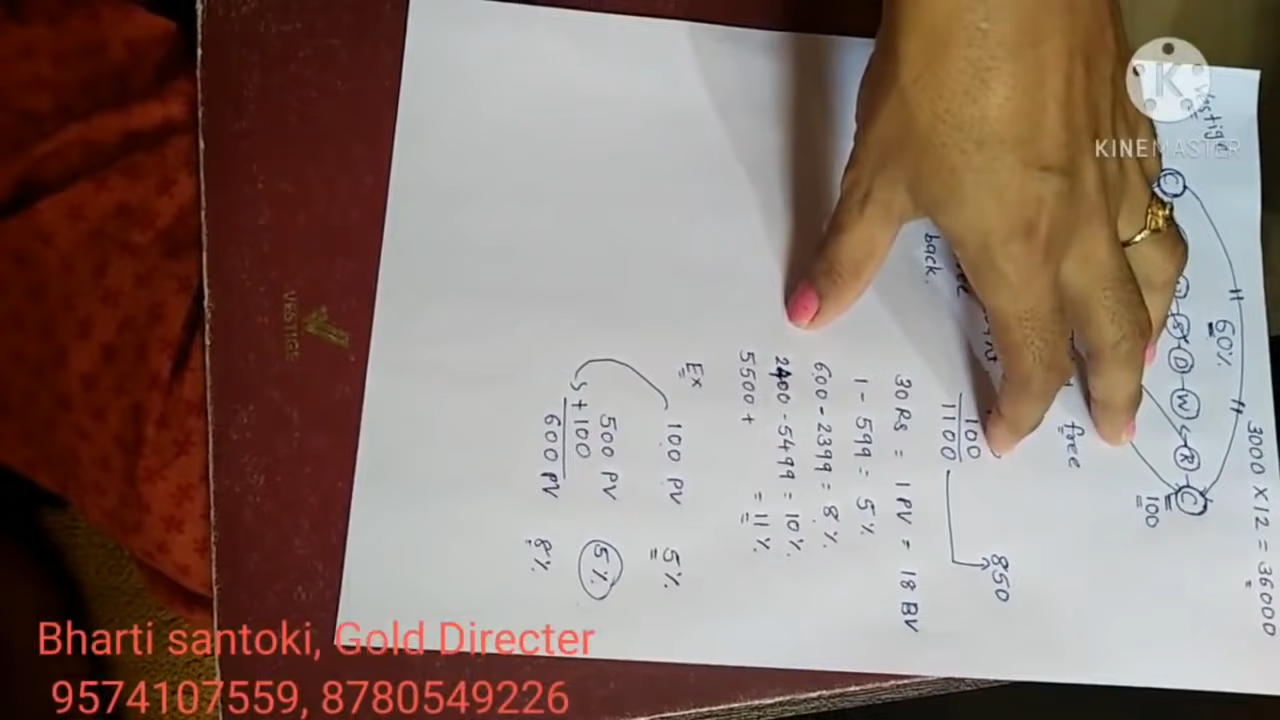 Vestige
3000 X 12 = 36000
60%
C
S D W R C
100
free
back.
100
1100
850
30 Rs = 1 PV = 18 BV
1 - 599 = 5%
600 - 2399 = 8%.
2400 - 5499 = 10%.
5500+ = 11%.
Ex
100 PV 5%
500 PV 5%
+ 100
600 PV 8%.
VESTIGE
K
KINEMASTER
Bharti santoki, Gold Directer
9574107559, 8780549226